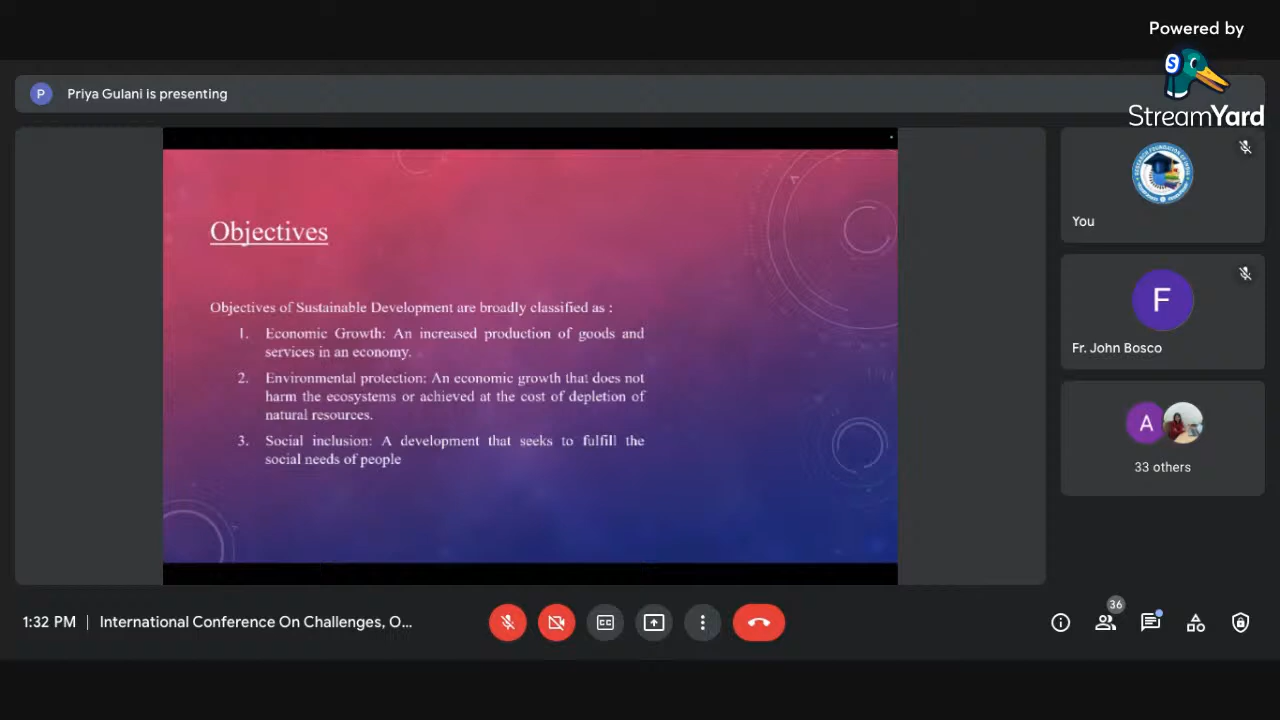 Powered by
StreamYard
P Priya Gulani is presenting
Objectives
Objectives of Sustainable Development are broadly classified as :
1. Economic Growth: An increased production of goods and
services in an economy.
2. Environmental protection: An economic growth that does not
harm the ecosystems or achieved at the cost of depletion of
natural resources.
3. Social inclusion: A development that seeks to fulfill the
social needs of people
You
F
Fr. John Bosco
A
33 others
1:32 PM | International Conference On Challenges, O...
36